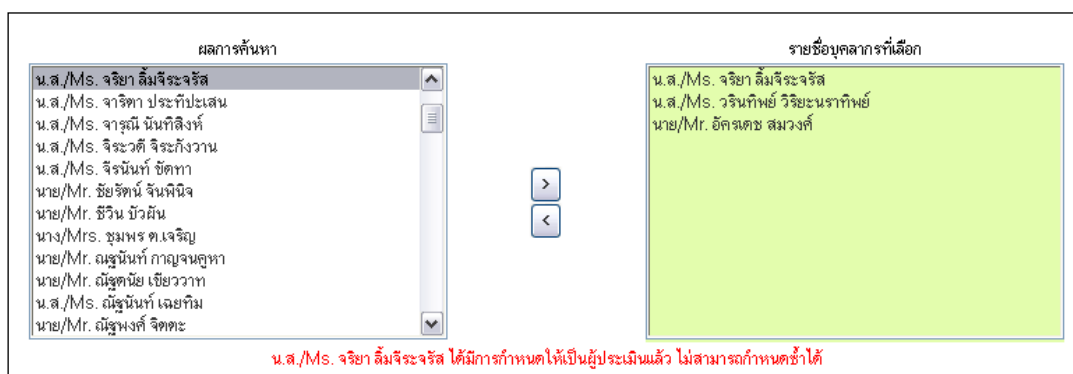 ผลการค้นหา
น.ส./Ms. จริยา ลิ้มจีระจรัส
น.ส./Ms. จาริตา ประทีปะเสน
น.ส./Ms. จารุณี นันทิสิงห์
น.ส./Ms. จิระวดี จิระกังวาน
น.ส./Ms. จีรนันท์ ขัตทา
นาย/Mr. ชัยรัตน์ จันพินิจ
นาย/Mr. ชีวิน บัวผัน
นาง/Mrs. ชุมพร ต.เจริญ
นาย/Mr. ณฐนันท์ กาญจนคูหา
นาย/Mr. ณัฐดนัย เขียววาท
น.ส./Ms. ณัฐนันท์ เฉยทิม
นาย/Mr. ณัฐพงศ์ จิตตะ
รายชื่อบุคลากรที่เลือก
น.ส./Ms. จริยา ลิ้มจีระจรัส
น.ส./Ms. วรินทิพย์ วิริยะนราทิพย์
นาย/Mr. อัครเดช สมวงศ์
น.ส./Ms. จริยา ลิ้มจีระจรัส ได้มีการกำหนดให้เป็นผู้ประเมินแล้ว ไม่สามารถกำหนดซ้ำได้